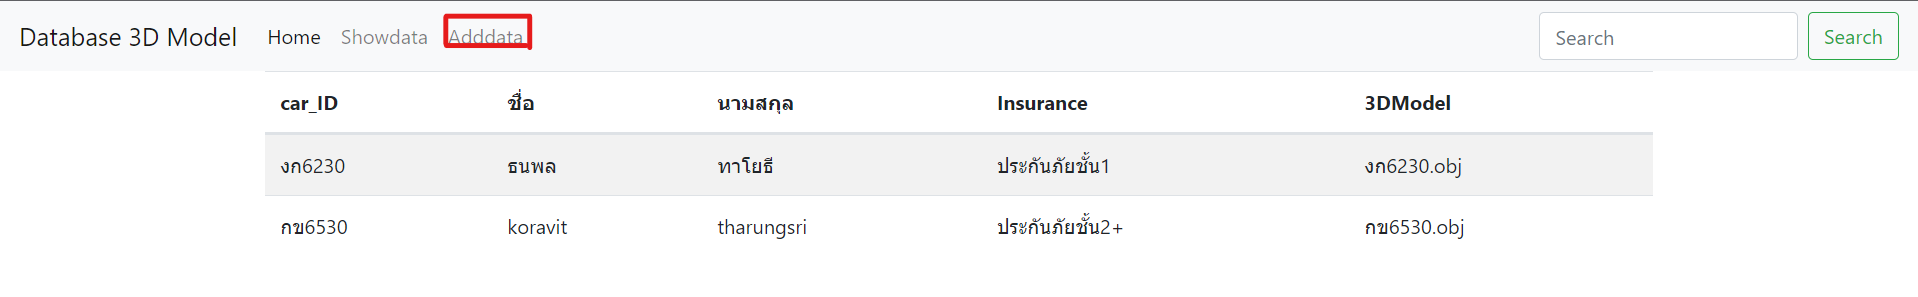 Database 3D Model Home Showdata Adddata Search Search
car_ID ชื่อ นามสกุล Insurance 3DModel
งก6230 ธนพล ทาโยธี ประกันภัยชั้น1 งก6230.obj
กข6530 koravit tharungsri ประกันภัยชั้น2+ กข6530.obj